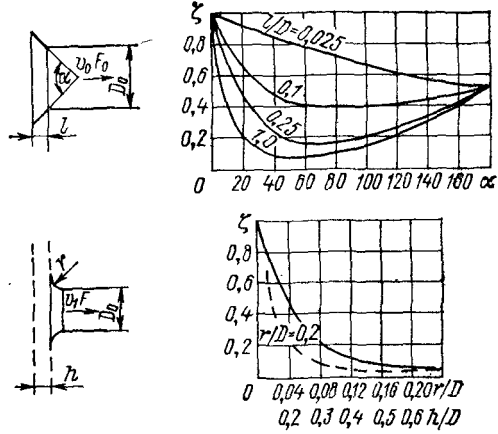 ζ
1,0
0,8
0,6
0,4
0,2
0
l/D=0,025
0,1
0,25
1,0
20 40 60 80 100 120 140 160 α
α
v₀ F₀
D₀
l
ζ
0,8
0,6
0,4
0,2
0
r/D=0,2
0,04 0,08 0,12 0,16 0,20 r/D
0,2 0,3 0,4 0,5 0,6 h/D
r
v₁F
D₀
h